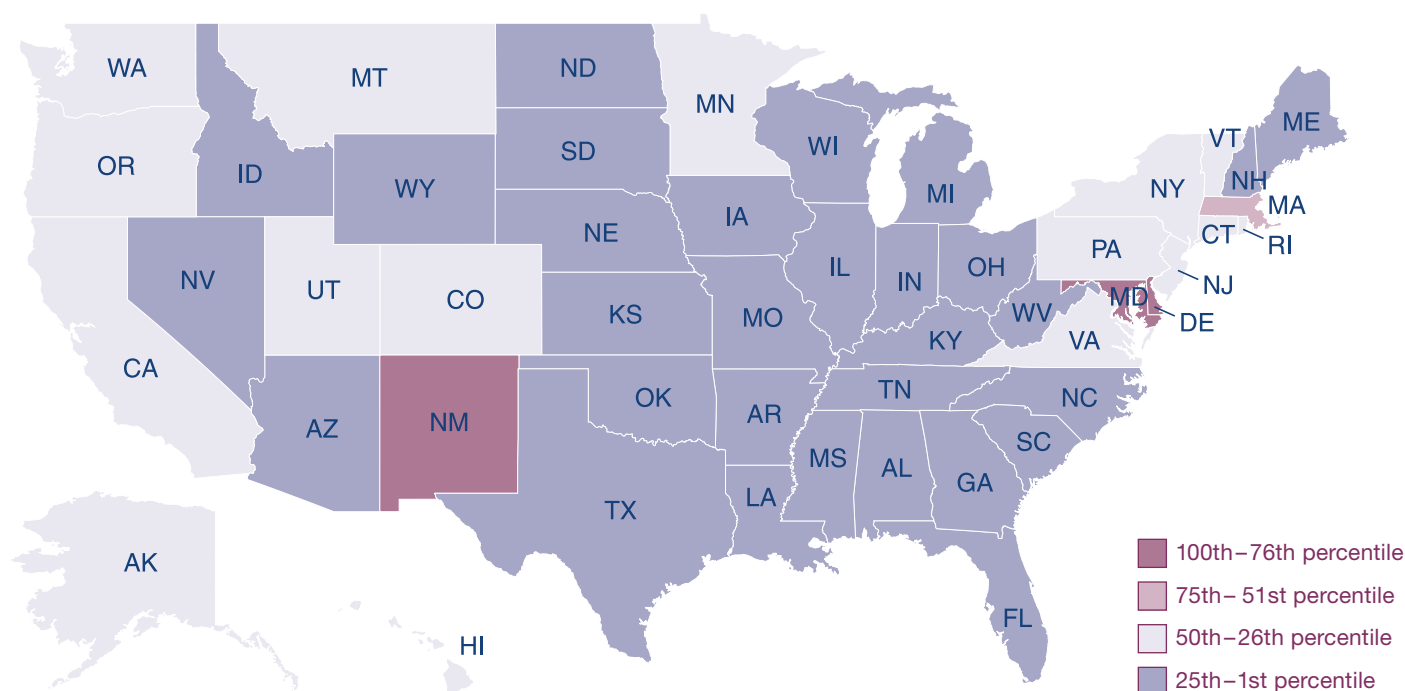 WA
MT
ND
MN
VT
ME
OR
ID
SD
WI
NY
NH
WY
MI
MA
IA
CT
RI
NE
PA
NV
UT
CO
IL
IN
OH
NJ
MD
DE
KS
MO
WV
KY
VA
CA
TN
NC
AZ
NM
OK
AR
SC
MS
AL
GA
TX
LA
AK
FL
HI
100th–76th percentile
75th–51st percentile
50th–26th percentile
25th–1st percentile